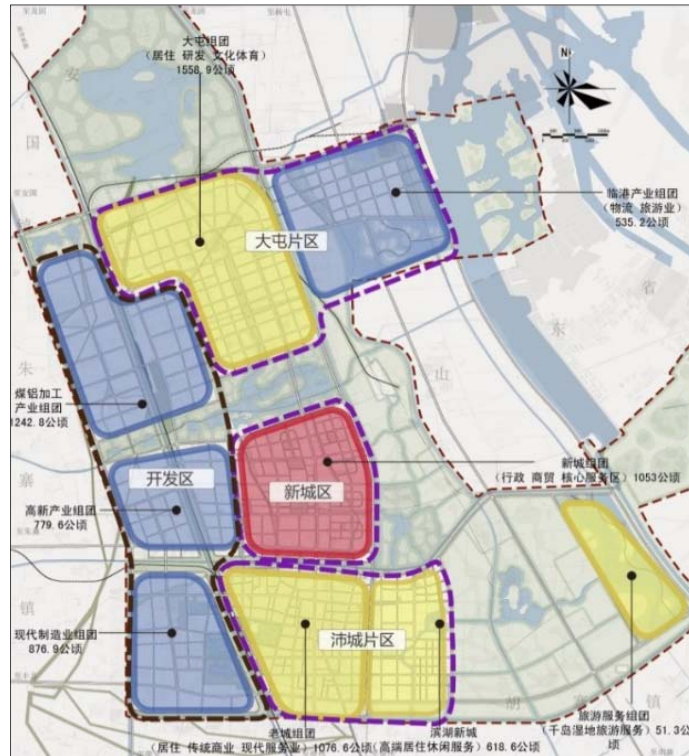 至龙固
安
国
大屯组团
（居住 研发 文化体育）
1558.9公顷
N
临港产业组团
（物流 旅游业）
535.2公顷
大屯片区
省
东
山
朱
寨
镇
煤铝加工
产业组团
1242.8公顷
开发区
新城区
新城组团
（行政 商贸 核心服务区）1053公顷
高新产业组团
779.6公顷
现代制造业组团
876.9公顷
沛城片区
胡
寨
镇
老城组团
（居住 传统商业 现代服务业）1076.6公顷
滨湖新城
（高端居住休闲服务）618.6公顷
旅游服务组团
（千岛湿地旅游服务）51.3公顷